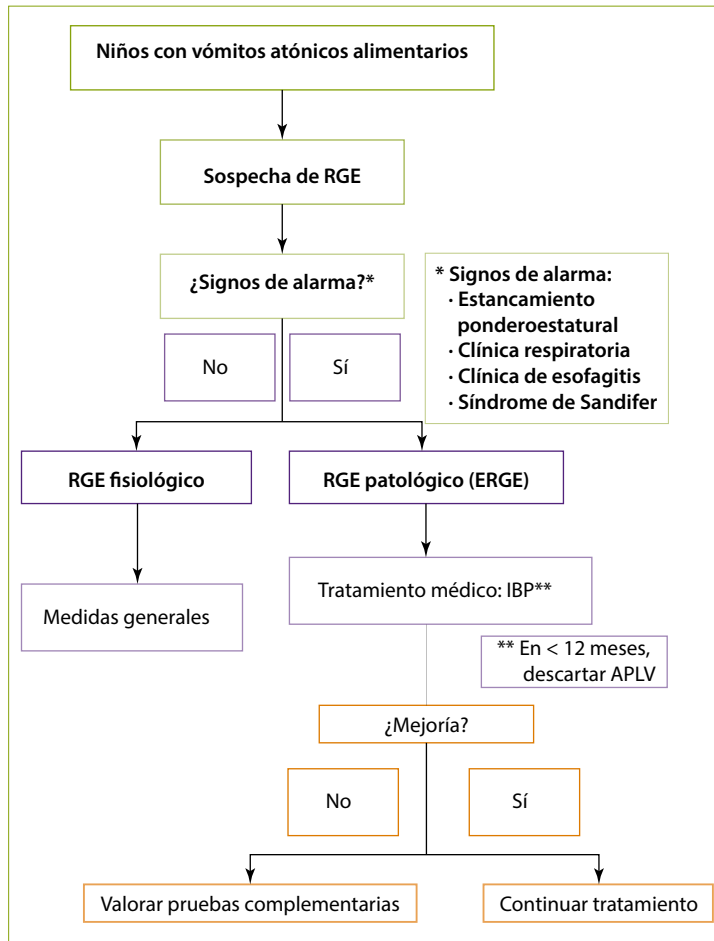 Niños con vómitos atónicos alimentarios
Sospecha de RGE
¿Signos de alarma?*
* Signos de alarma:
· Estancamiento
ponderoestatural
· Clínica respiratoria
· Clínica de esofagitis
· Síndrome de Sandifer
No
Sí
RGE fisiológico
RGE patológico (ERGE)
Medidas generales
Tratamiento médico: IBP**
** En < 12 meses,
descartar APLV
¿Mejoría?
No
Sí
Valorar pruebas complementarias
Continuar tratamiento